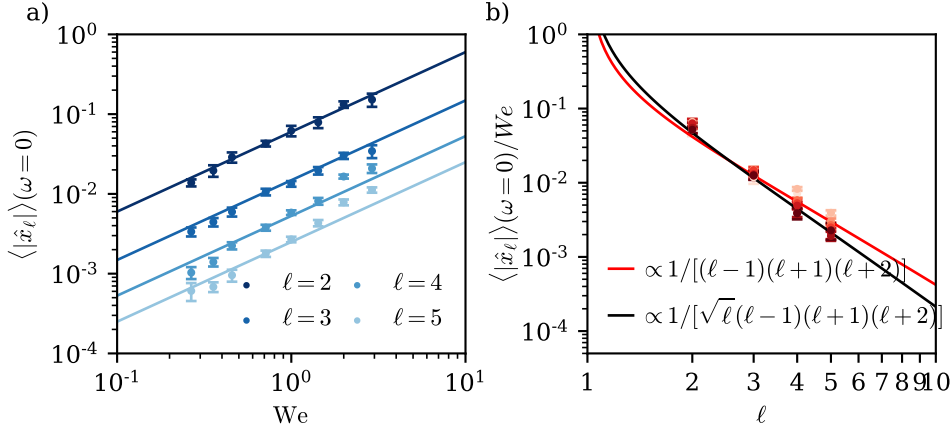 a)
⟨|x̂ℓ|⟩(ω=0)
10^0
10^-1
10^-2
10^-3
10^-4
ℓ=2
ℓ=3
ℓ=4
ℓ=5
10^-1
10^0
10^1
We
b)
⟨|x̂ℓ|⟩(ω=0)/We
10^0
10^-1
10^-2
10^-3
10^-4
∝1/[(ℓ−1)(ℓ+1)(ℓ+2)]
∝1/[√ℓ(ℓ−1)(ℓ+1)(ℓ+2)]
1 2 3 4 5 6 7 8 9 10
ℓ